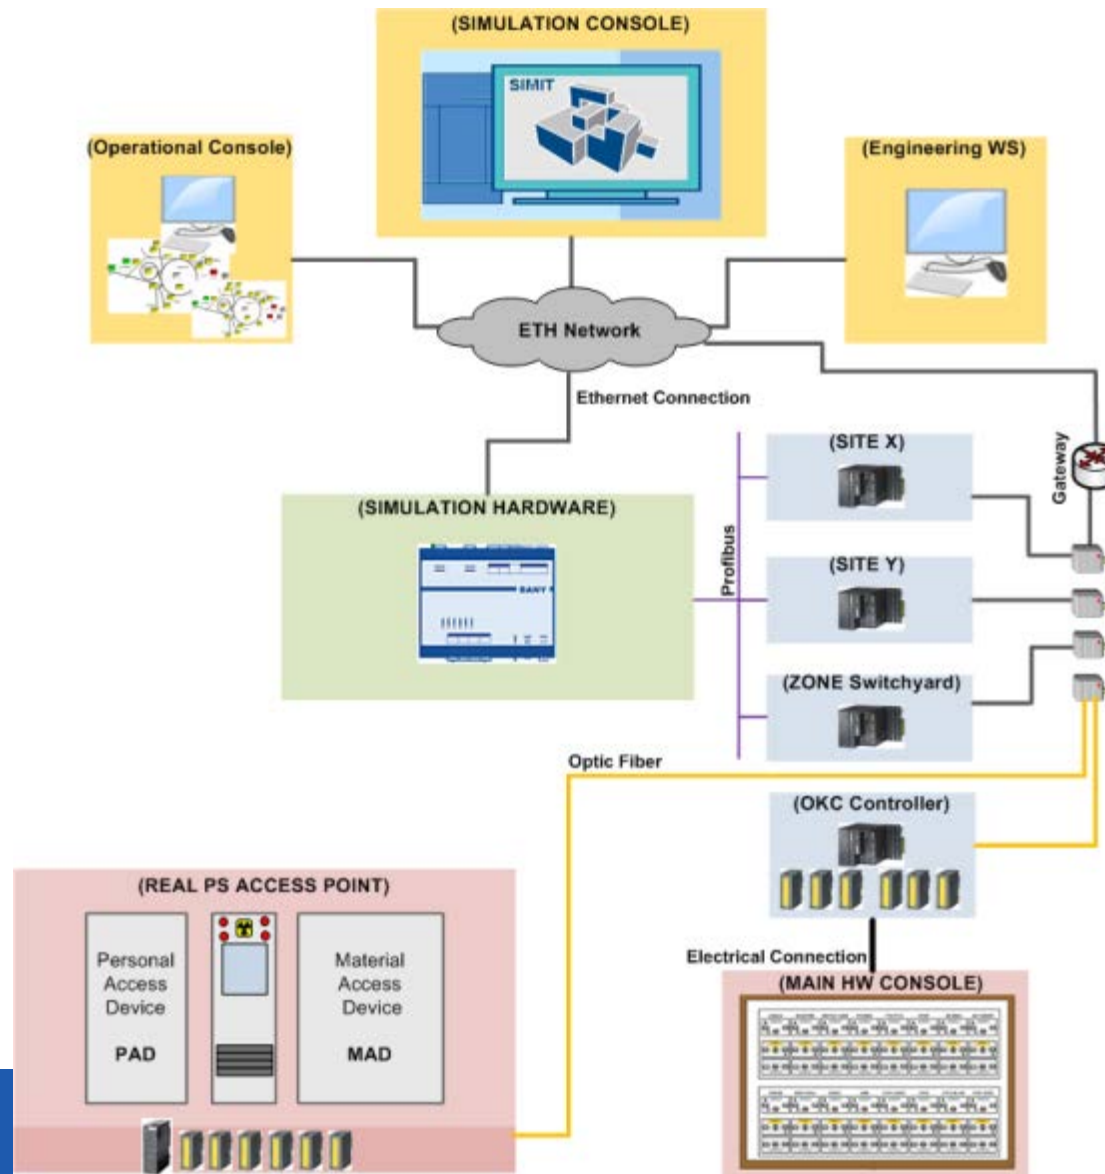 (SIMULATION CONSOLE)
SIMIT
(Operational Console)
(Engineering WS)
ETH Network
Ethernet Connection
(SITE X)
Gateway
(SIMULATION HARDWARE)
Profibus
(SITE Y)
(ZONE Switchyard)
Optic Fiber
(OKC Controller)
(REAL PS ACCESS POINT)
Personal
Access
Device
PAD
Material
Access
Device
MAD
Electrical Connection
(MAIN HW CONSOLE)